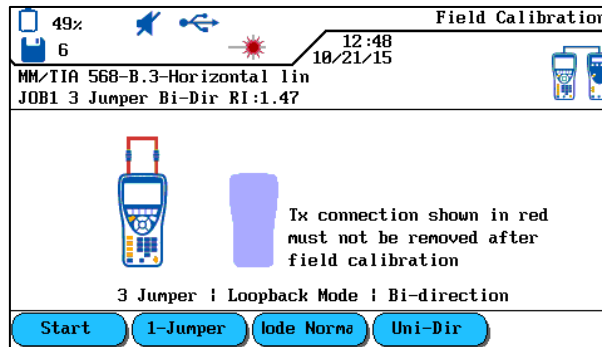 49%
Field Calibration
6
12:48
10/21/15
MM/TIA 568-B.3-Horizontal lin
JOB1 3 Jumper Bi-Dir RI:1.47
Tx connection shown in red
must not be removed after
field calibration
3 Jumper | Loopback Mode | Bi-direction
Start
1-Jumper
lode Norma
Uni-Dir